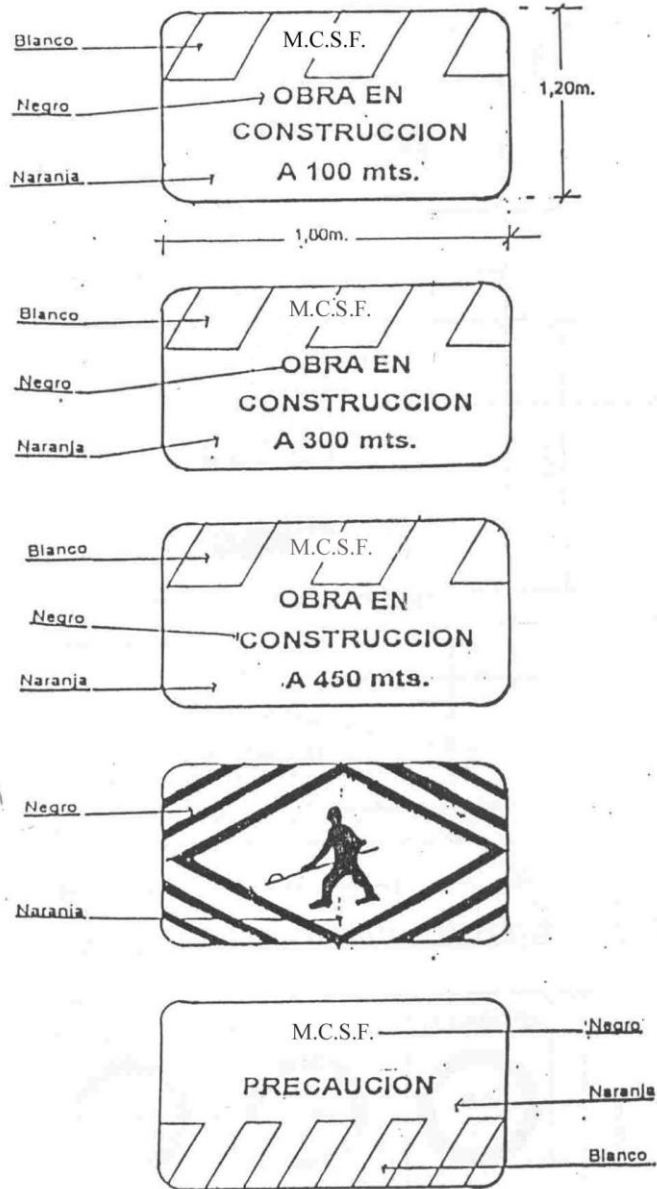 Blanco
M.C.S.F.
Negro
OBRA EN
CONSTRUCCION
Naranja
A 100 mts.
1,20m.
1,00m.
Blanco
M.C.S.F.
Negro
OBRA EN
CONSTRUCCION
Naranja
A 300 mts.
Blanco
M.C.S.F.
Negro
OBRA EN
CONSTRUCCION
Naranja
A 450 mts.
Negro
Naranja
M.C.S.F.
Negro
PRECAUCION
Naranja
Blanco